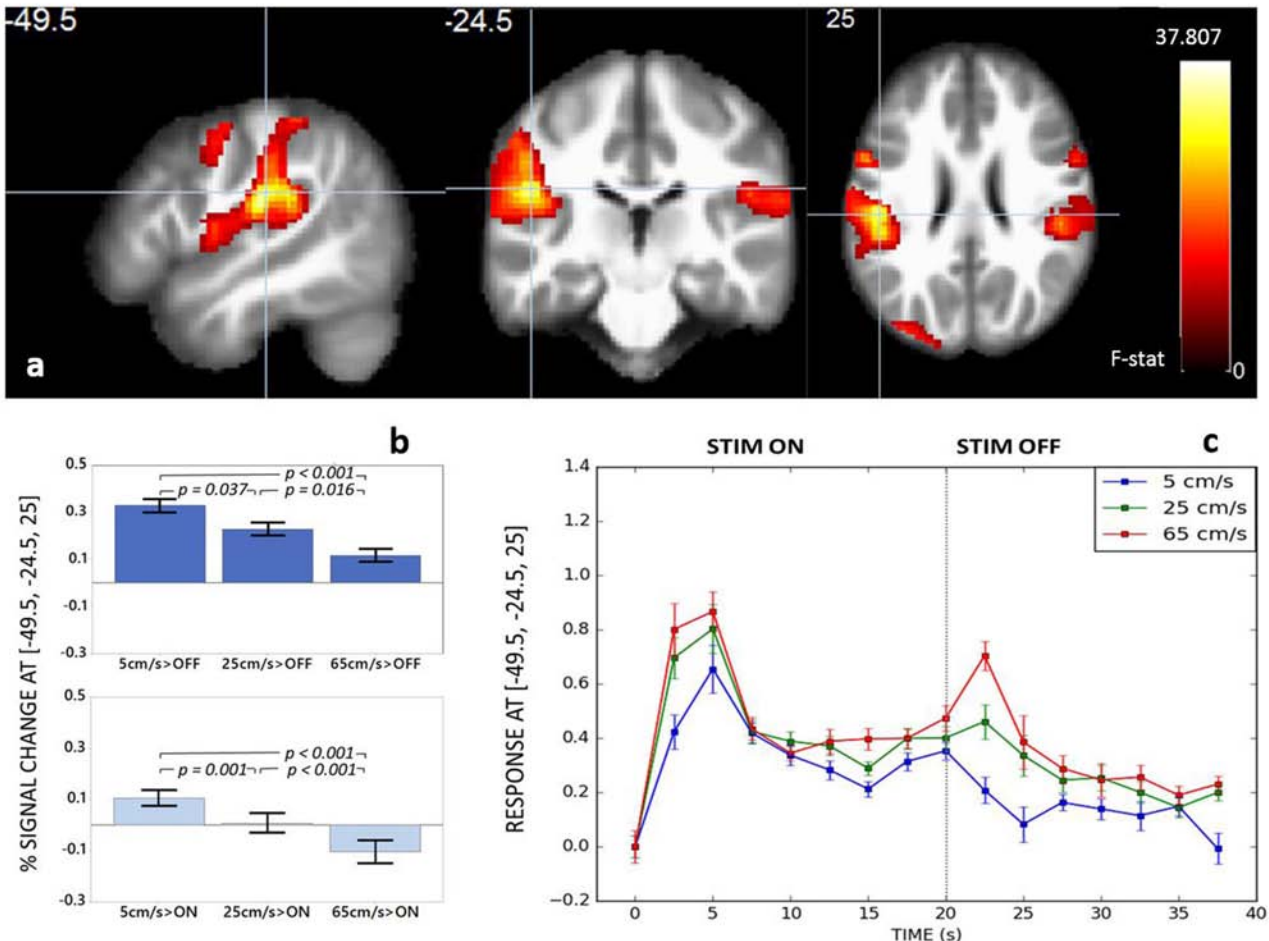 -49.5
-24.5
25
37.807
F-stat
0
a
b
% SIGNAL CHANGE AT [-49.5, -24.5, 25]
0.5
0.3
0.1
-0.1
-0.3
p < 0.001
p = 0.037
p = 0.016
5cm/s>OFF 25cm/s>OFF 65cm/s>OFF
0.5
0.3
0.1
-0.1
-0.3
p < 0.001
p = 0.001
p < 0.001
5cm/s>ON 25cm/s>ON 65cm/s>ON
STIM ON STIM OFF
c
RESPONSE AT [-49.5, -24.5, 25]
1.4
1.2
1.0
0.8
0.6
0.4
0.2
0.0
−0.2
5 cm/s
25 cm/s
65 cm/s
0 5 10 15 20 25 30 35 40
TIME (s)